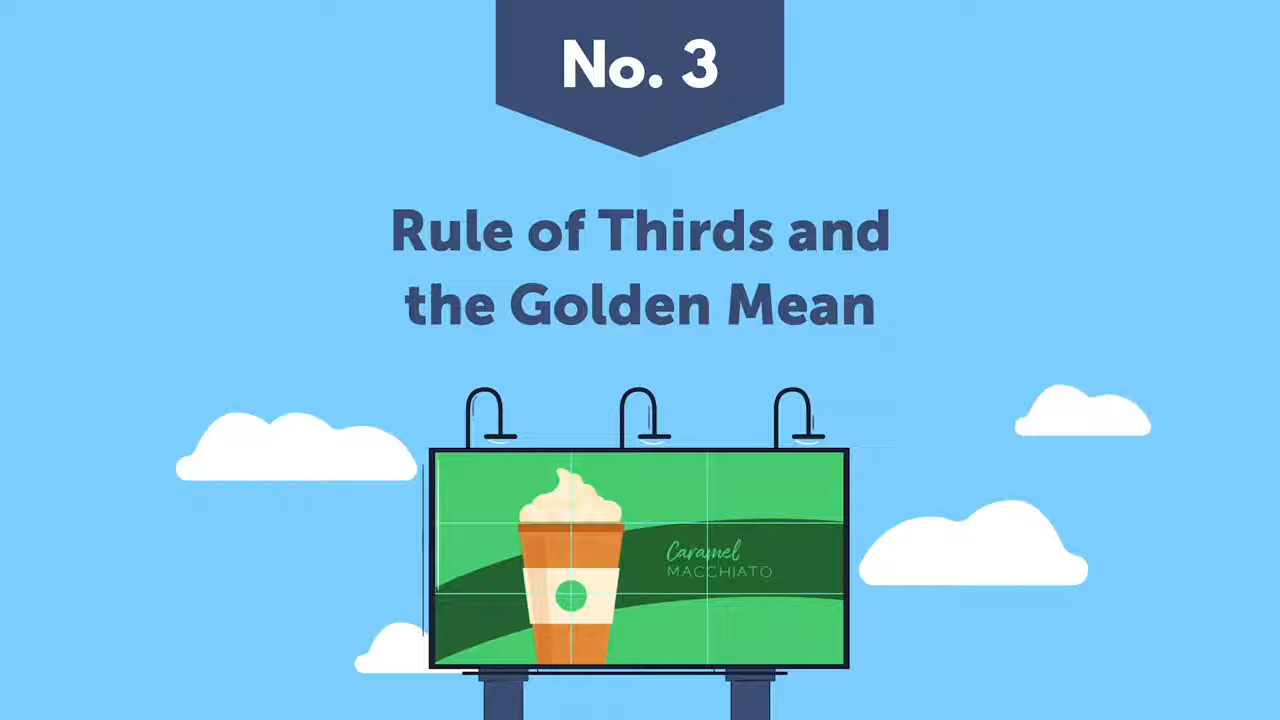 No. 3
Rule of Thirds and
the Golden Mean
Caramel
MACCHIATO